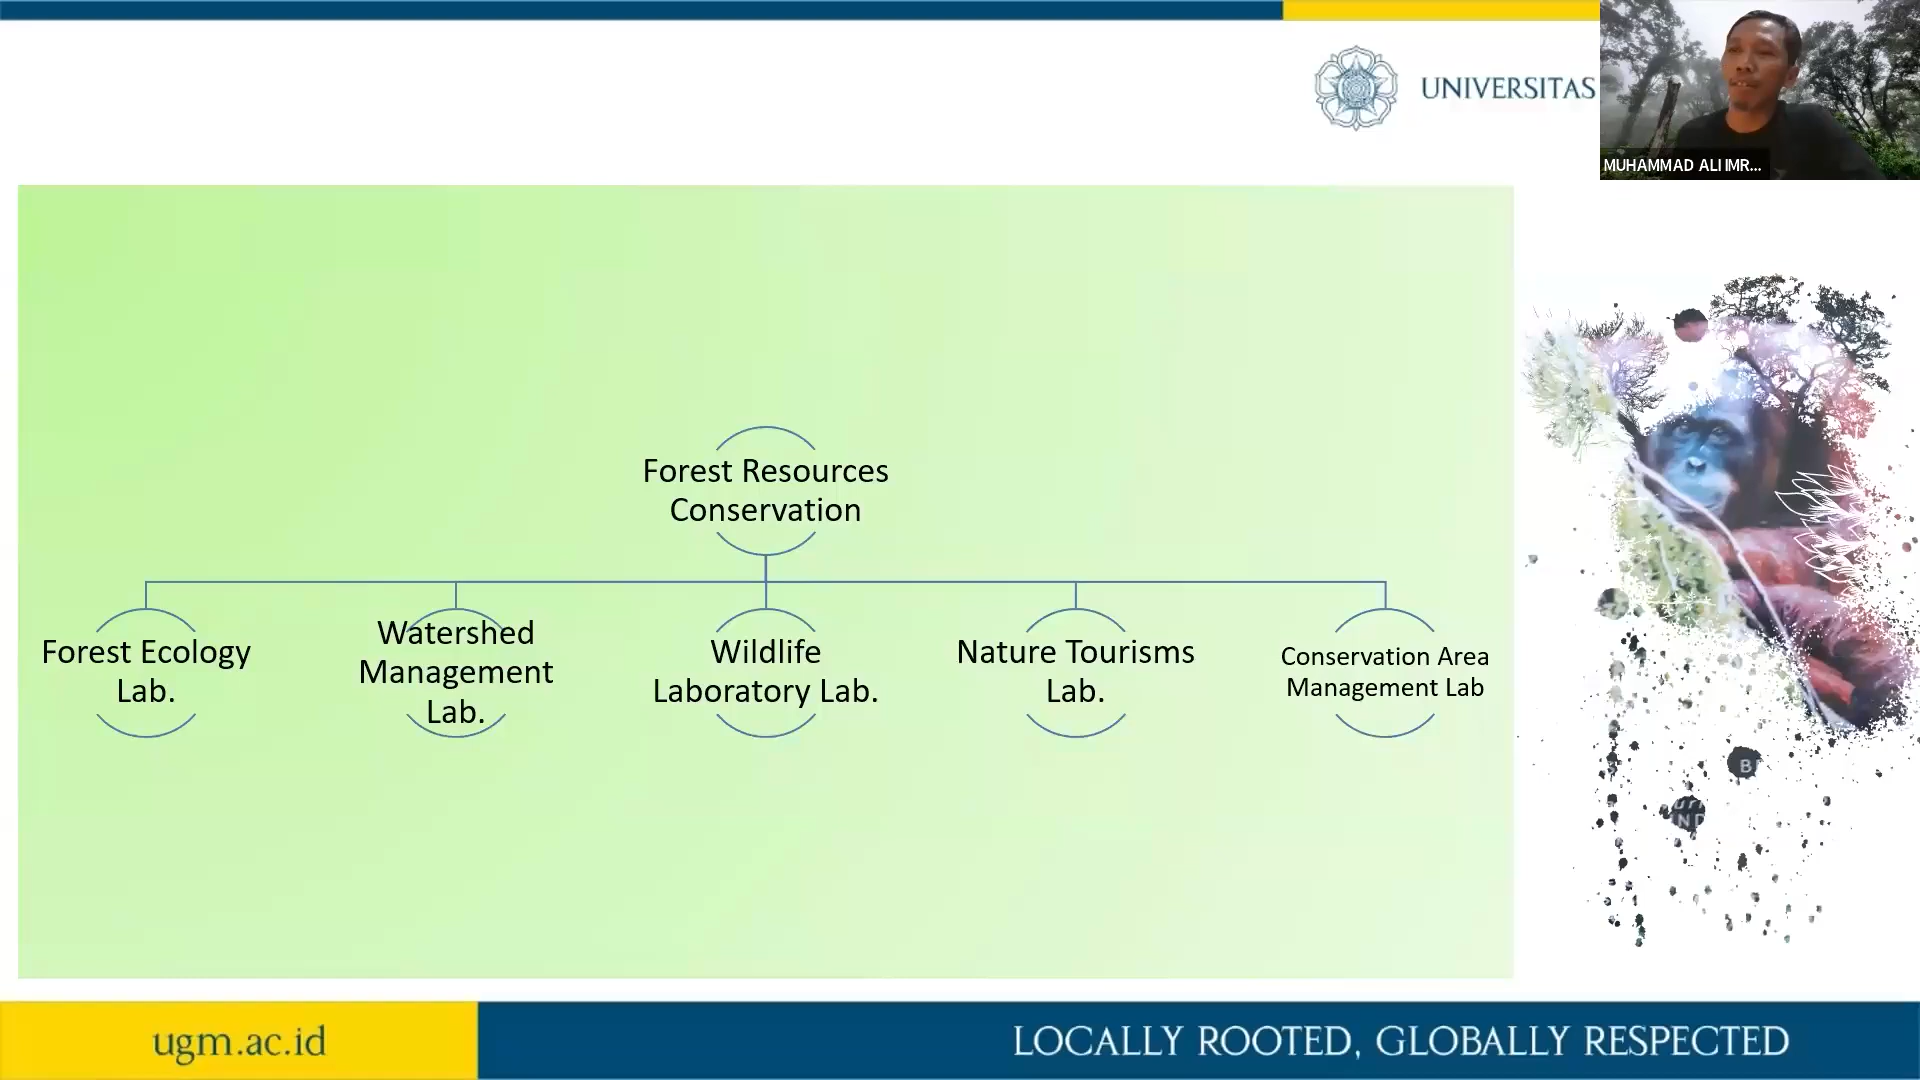 UNIVERSITAS
MUHAMMAD ALI IMR...
Forest Resources
Conservation
Forest Ecology
Lab.
Watershed
Management
Lab.
Wildlife
Laboratory Lab.
Nature Tourisms
Lab.
Conservation Area
Management Lab
ugm.ac.id
LOCALLY ROOTED, GLOBALLY RESPECTED